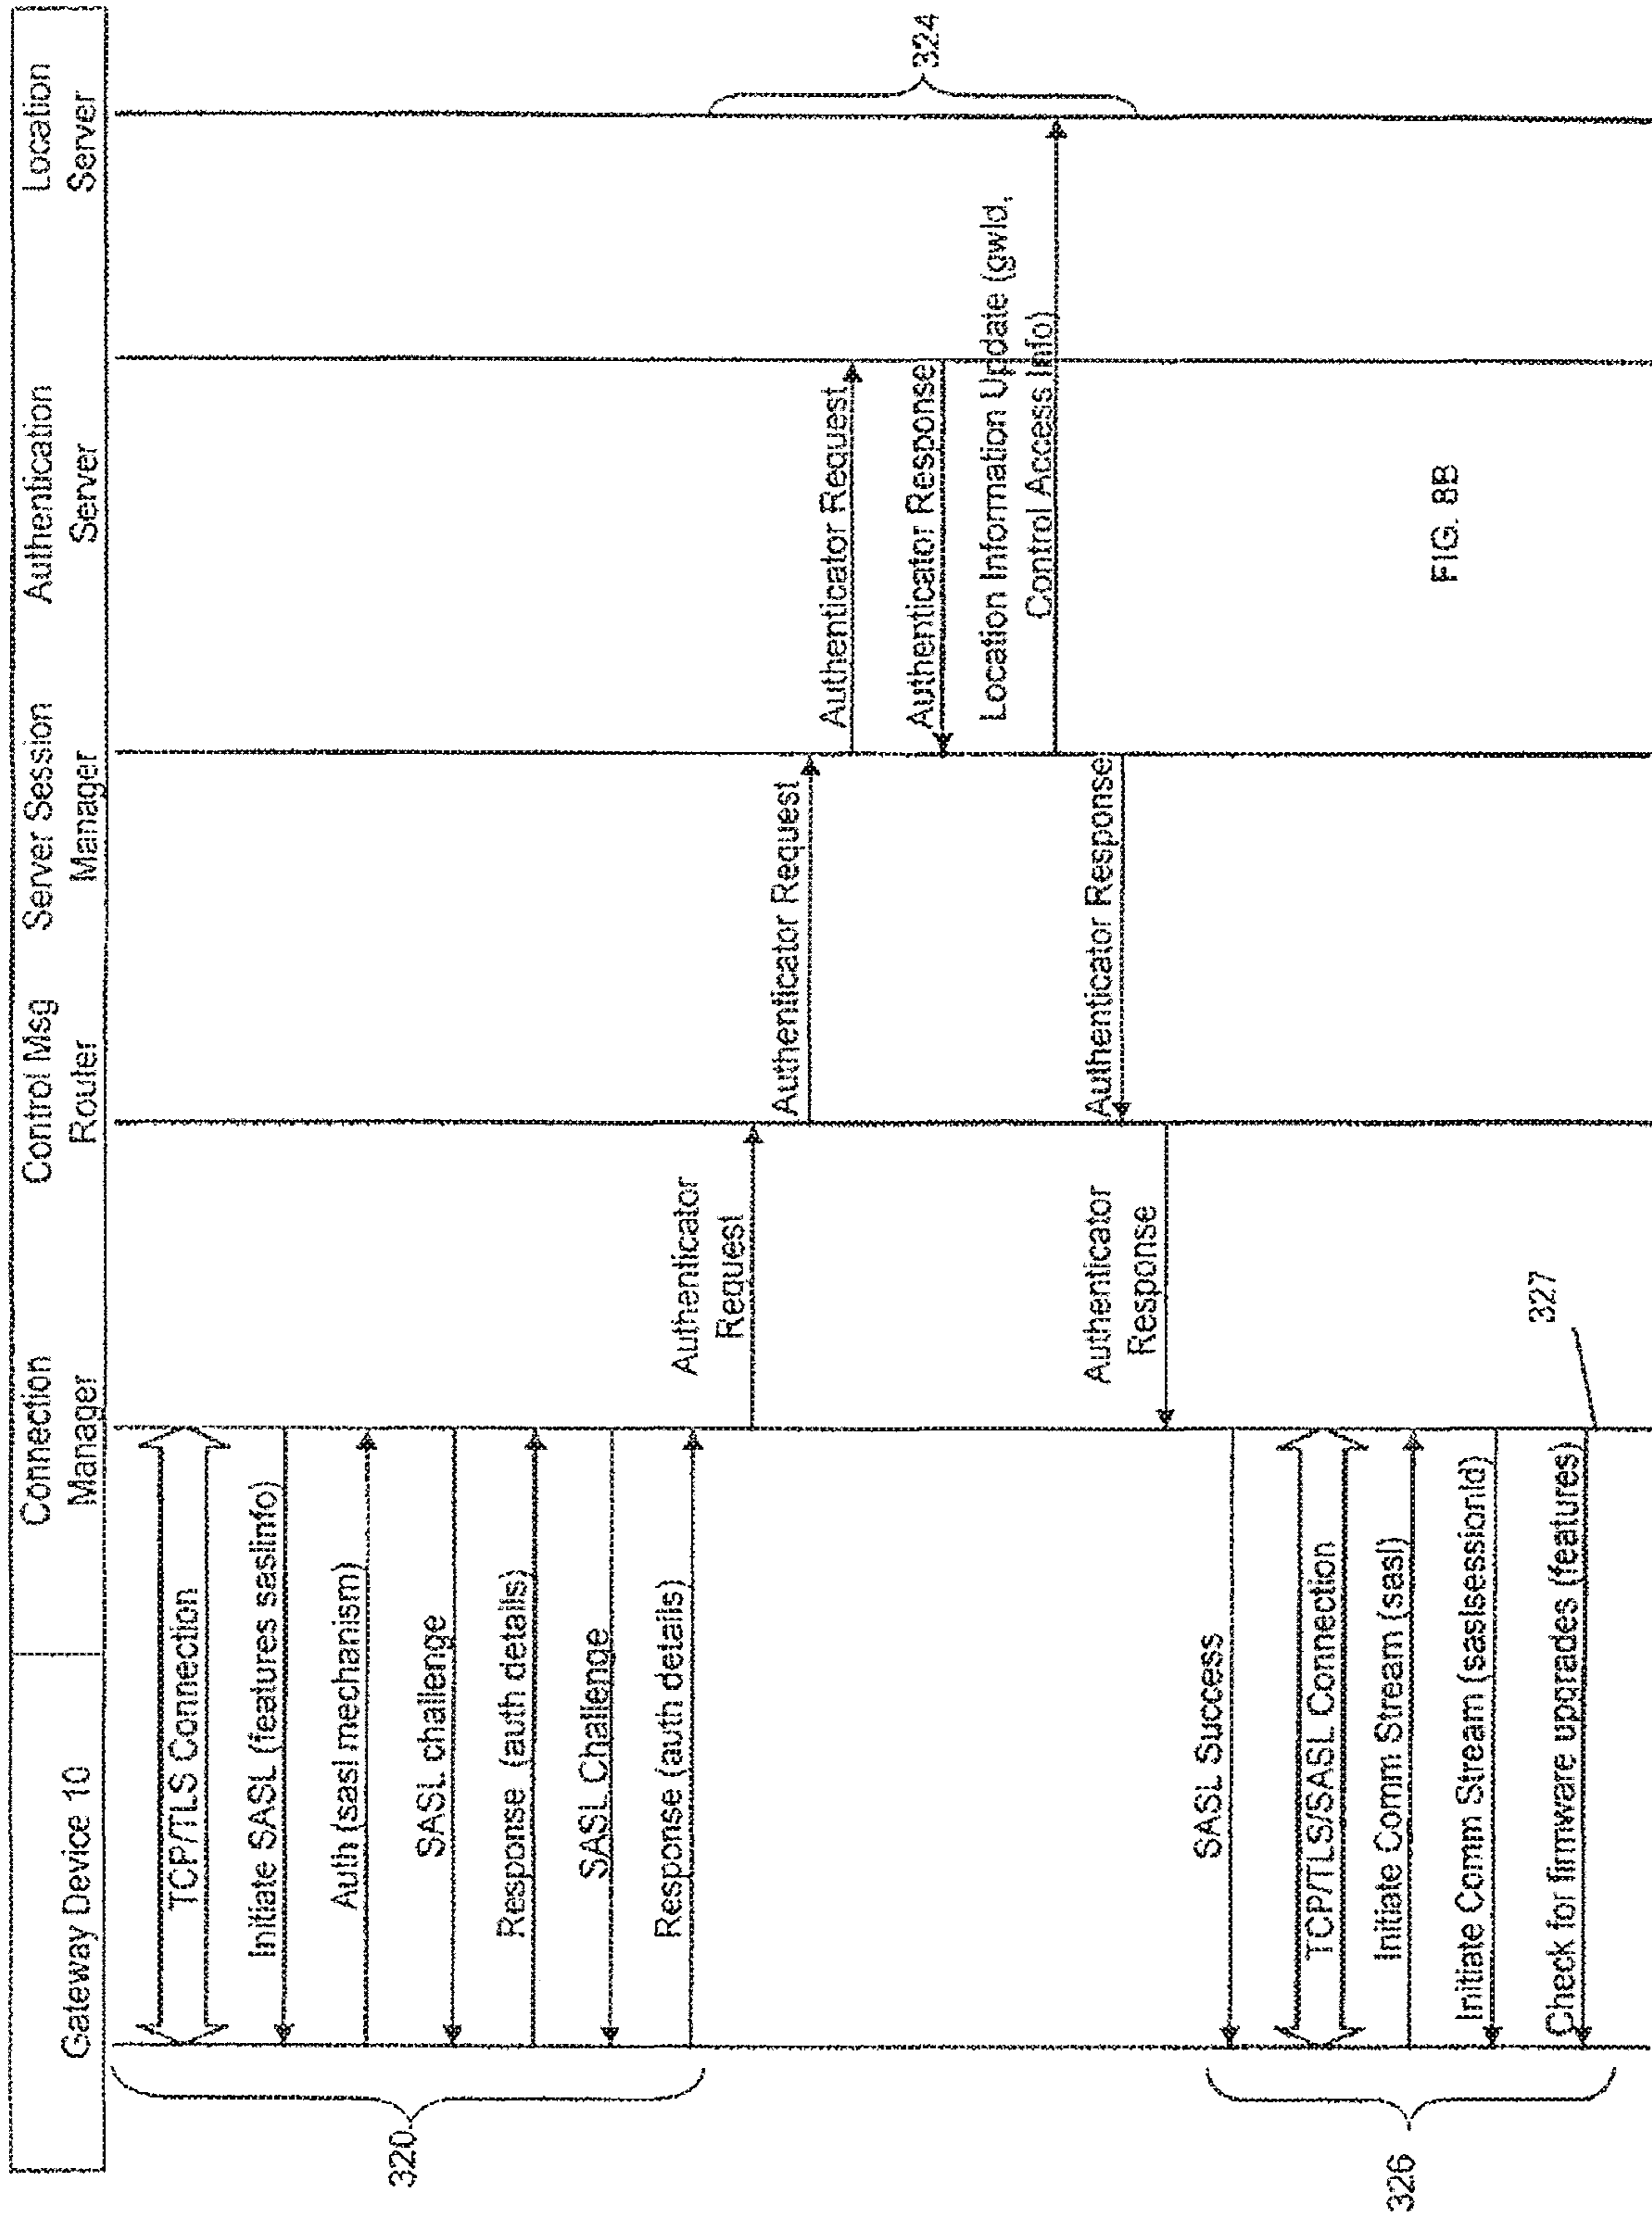 Gateway Device 10
Connection
Manager
Control Msg
Router
Server Session
Manager
Authentication
Server
Location
Server
TCP/TLS Connection
Initiate SASL (features saslinfo)
Auth (sasl mechanism)
SASL challenge
Response (auth details)
SASL Challenge
Response (auth details)
320
Authenticator
Request
Authenticator Request
Authenticator Request
Authenticator Response
Location Information Update (gwId,
Control Access Info)
324
Authenticator Response
Authenticator
Response
SASL Success
TCP/TLS/SASL Connection
Initiate Comm Stream (sasl)
Initiate Comm Stream (saslsessionId)
Check for firmware upgrades (features)
326
327
FIG. 8B